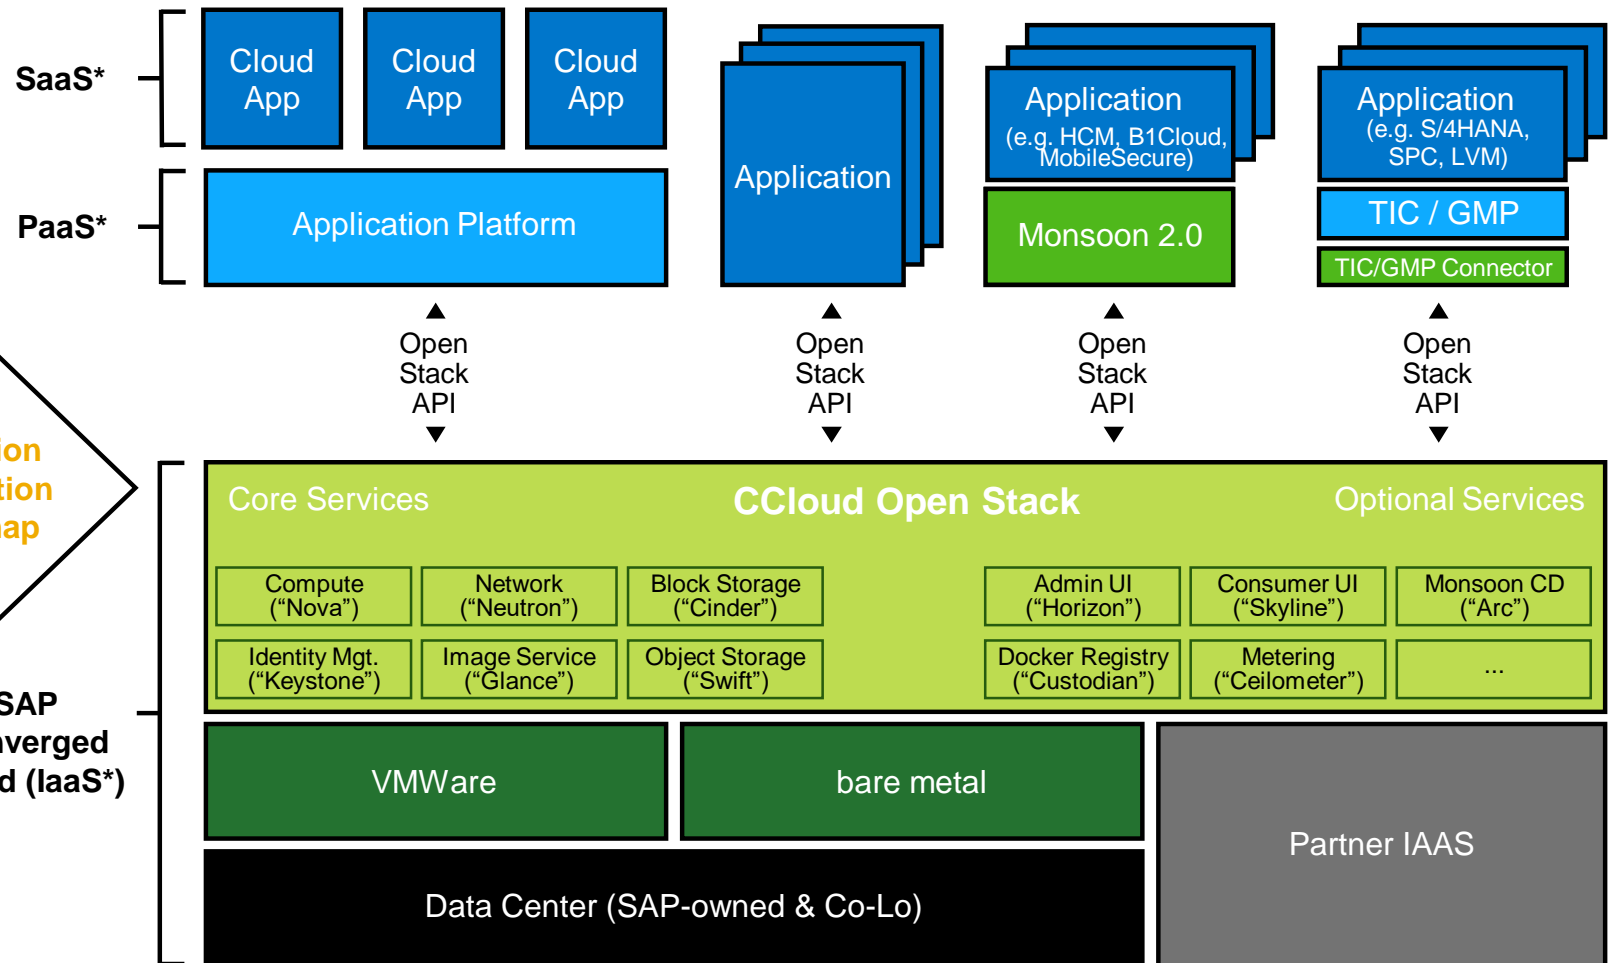 SaaS*
Cloud
App
Cloud
App
Cloud
App
Application
Application
(e.g. HCM, B1Cloud,
MobileSecure)
Application
(e.g. S/4HANA,
SPC, LVM)
PaaS*
Application Platform
Monsoon 2.0
TIC / GMP
TIC/GMP Connector
Open
Stack
API
Open
Stack
API
Open
Stack
API
Open
Stack
API
Core Services
CCloud Open Stack
Optional Services
Compute
(“Nova”)
Network
(“Neutron”)
Block Storage
(“Cinder”)
Admin UI
(“Horizon”)
Consumer UI
(“Skyline”)
Monsoon CD
(“Arc”)
Identity Mgt.
(“Keystone”)
Image Service
(“Glance”)
Object Storage
(“Swift”)
Docker Registry
(“Custodian”)
Metering
(“Ceilometer”)
...
SAP
(IaaS*)
VMWare
bare metal
Partner IAAS
Data Center (SAP-owned & Co-Lo)